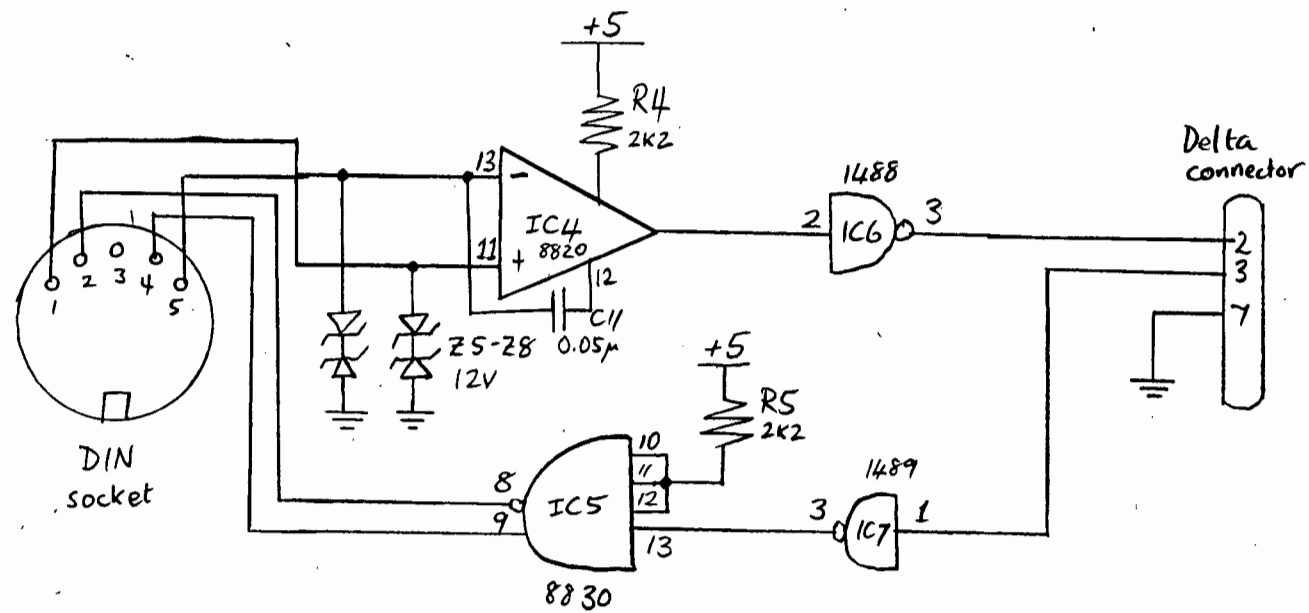 +5
R4
2K2
Delta
connector
1488
13
-
IC4
8820
11
+
12
2
IC6
3
2
3
7
1
2
3
4
5
C11
0.05µ
Z5-Z8
12V
+5
R5
2K2
DIN
socket
8
9
IC5
10
11
12
13
8830
1489
3
IC7
1